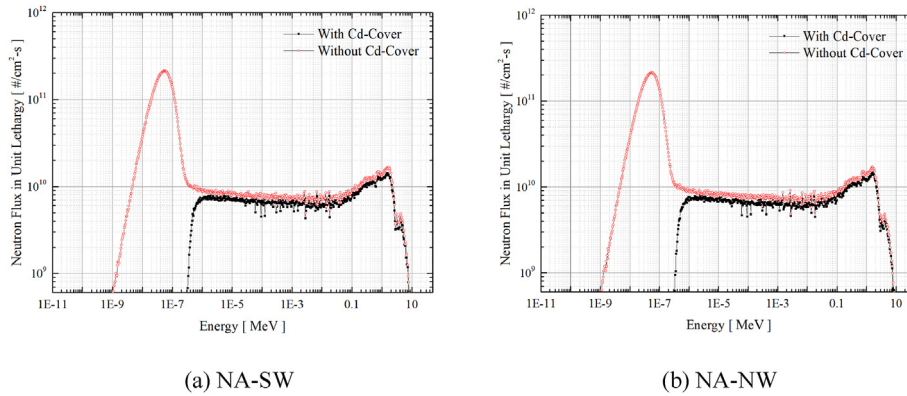 10^12
With Cd-Cover
Without Cd-Cover
10^11
10^10
10^9
Neutron Flux in Unit Lethargy [ #/cm²-s ]
1E-11 1E-9 1E-7 1E-5 1E-3 0.1 10
Energy [ MeV ]
(a) NA-SW
10^12
With Cd-Cover
Without Cd-Cover
10^11
10^10
10^9
Neutron Flux in Unit Lethargy [ #/cm²-s ]
1E-11 1E-9 1E-7 1E-5 1E-3 0.1 10
Energy [ MeV ]
(b) NA-NW